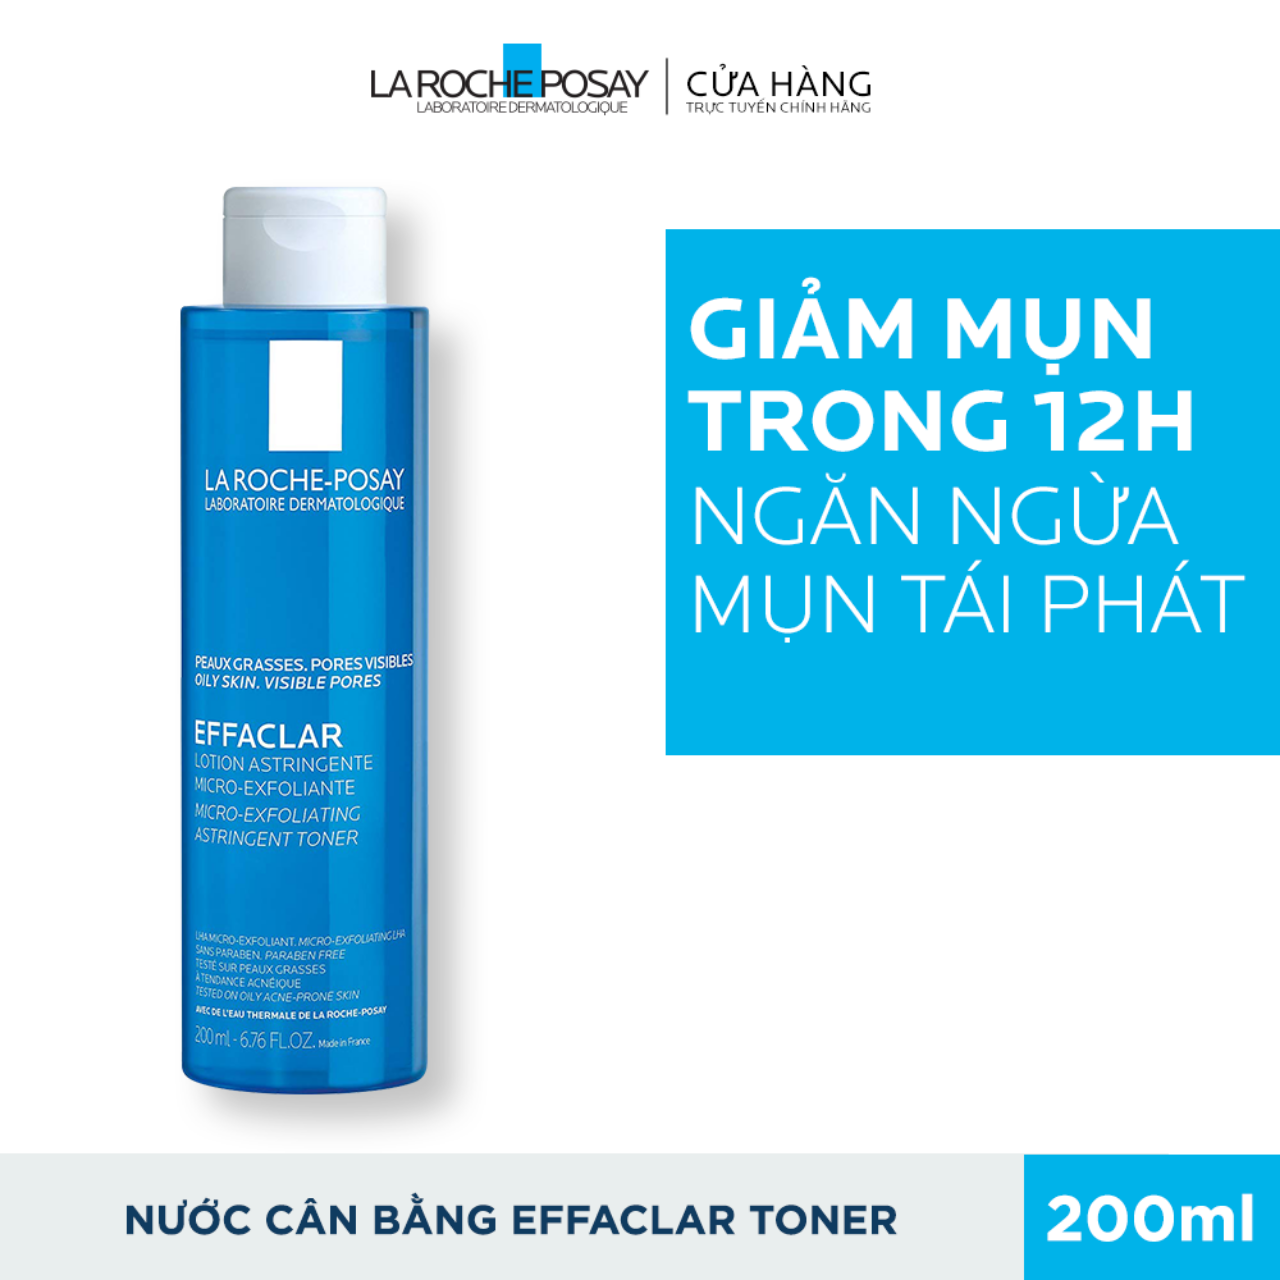 LA ROCHE POSAY
LABORATOIRE DERMATOLOGIQUE
CỬA HÀNG
TRỰC TUYẾN CHÍNH HÃNG
GIẢM MỤN
TRONG 12H
NGĂN NGỪA
MỤN TÁI PHÁT
LA ROCHE-POSAY
LABORATOIRE DERMATOLOGIQUE
PEAUX GRASSES. PORES VISIBLES
OILY SKIN. VISIBLE PORES
EFFACLAR
LOTION ASTRINGENTE
MICRO-EXFOLIANTE
MICRO-EXFOLIATING
ASTRINGENT TONER
LHA MICRO-EXFOLIANT. MICRO-EXFOLIATING LHA
SANS PARABEN. PARABEN FREE
TESTÉ SUR PEAUX GRASSES
À TENDANCE ACNÉIQUE
TESTED ON OILY ACNE-PRONE SKIN
AVEC DE L'EAU THERMALE DE LA ROCHE-POSAY
200 ml - 6.76 FL.OZ. Made in France
NƯỚC CÂN BẰNG EFFACLAR TONER
200ml